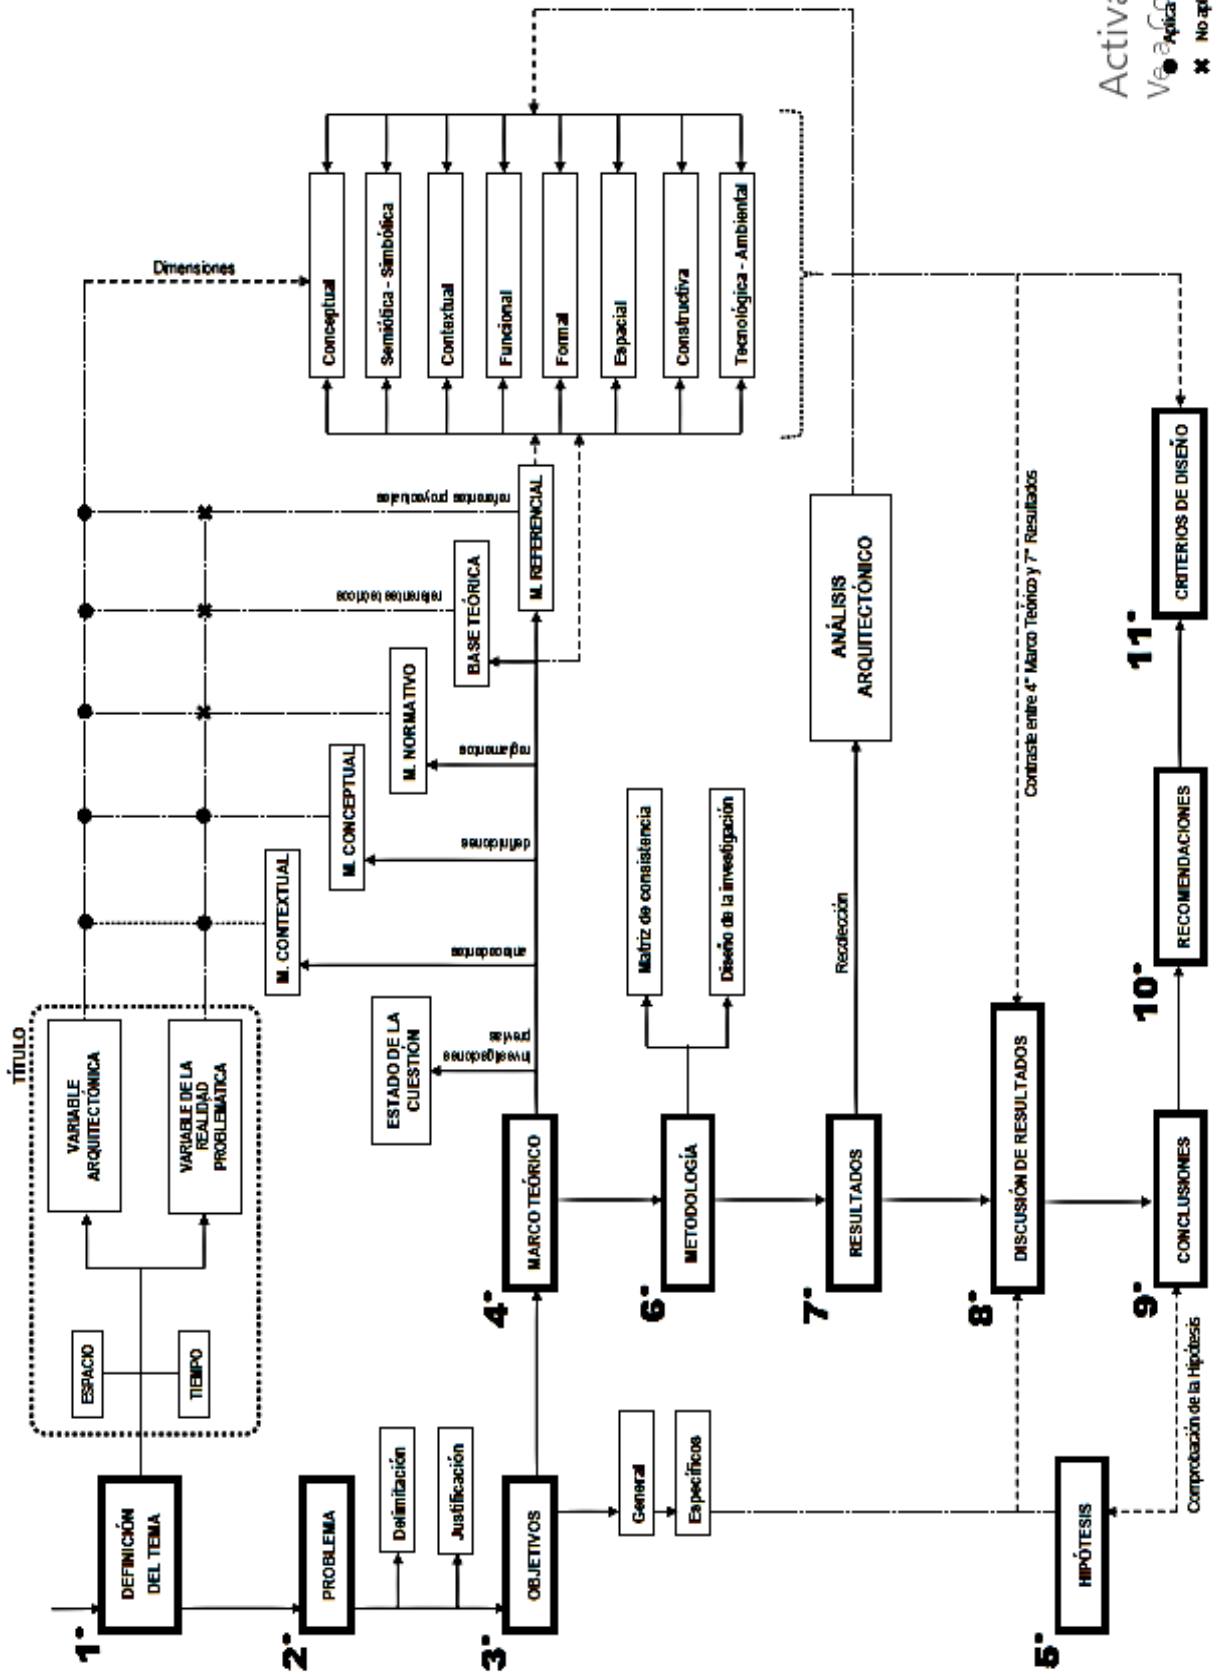 TÍTULO
1°
DEFINICIÓN
DEL TEMA
ESPACIO
TIEMPO
VARIABLE
ARQUITECTÓNICA
VARIABLE DE LA
REALIDAD
PROBLEMÁTICA
Dimensiones
2°
PROBLEMA
Delimitación
Justificación
3°
OBJETIVOS
General
Específicos
4°
MARCO TEÓRICO
ESTADO DE LA
CUESTIÓN
investigaciones
previas
M. CONTEXTUAL
antecedentes
M. CONCEPTUAL
definiciones
M. NORMATIVO
reglamentos
BASE TEÓRICA
referentes teóricos
M. REFERENCIAL
referentes proyectuales
Conceptual
Semiótica - Simbólica
Contextual
Funcional
Formal
Espacial
Constructiva
Tecnológica - Ambiental
5°
HIPÓTESIS
6°
METODOLOGÍA
Matriz de consistencia
Diseño de la investigación
7°
RESULTADOS
Recolección
ANÁLISIS
ARQUITECTÓNICO
8°
DISCUSIÓN DE RESULTADOS
Contraste entre 4° Marco Teórico y 7° Resultados
9°
CONCLUSIONES
Comprobación de la Hipótesis
10°
RECOMENDACIONES
11°
CRITERIOS DE DISEÑO
Activa
Ve a Co
Aplica
No apl